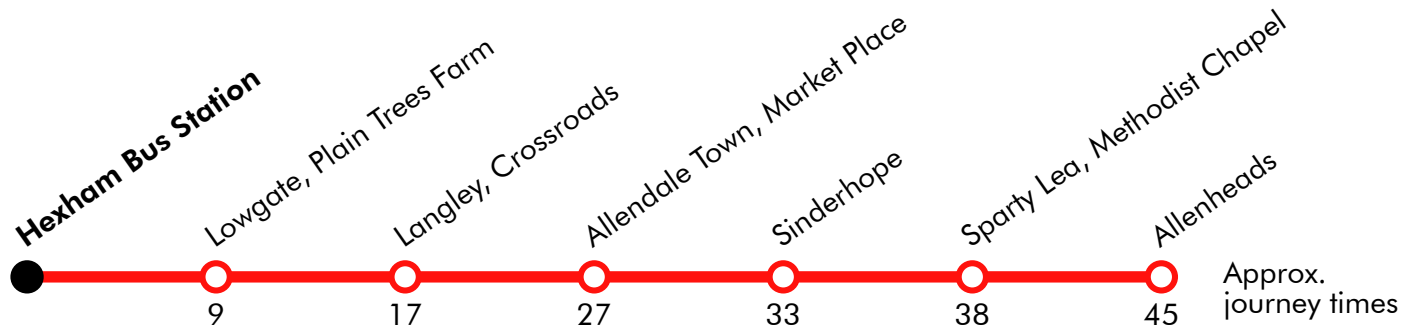 Hexham Bus Station
Lowgate, Plain Trees Farm
Langley, Crossroads
Allendale Town, Market Place
Sinderhope
Sparty Lea, Methodist Chapel
Allenheads
9
17
27
33
38
45
Approx.
journey times